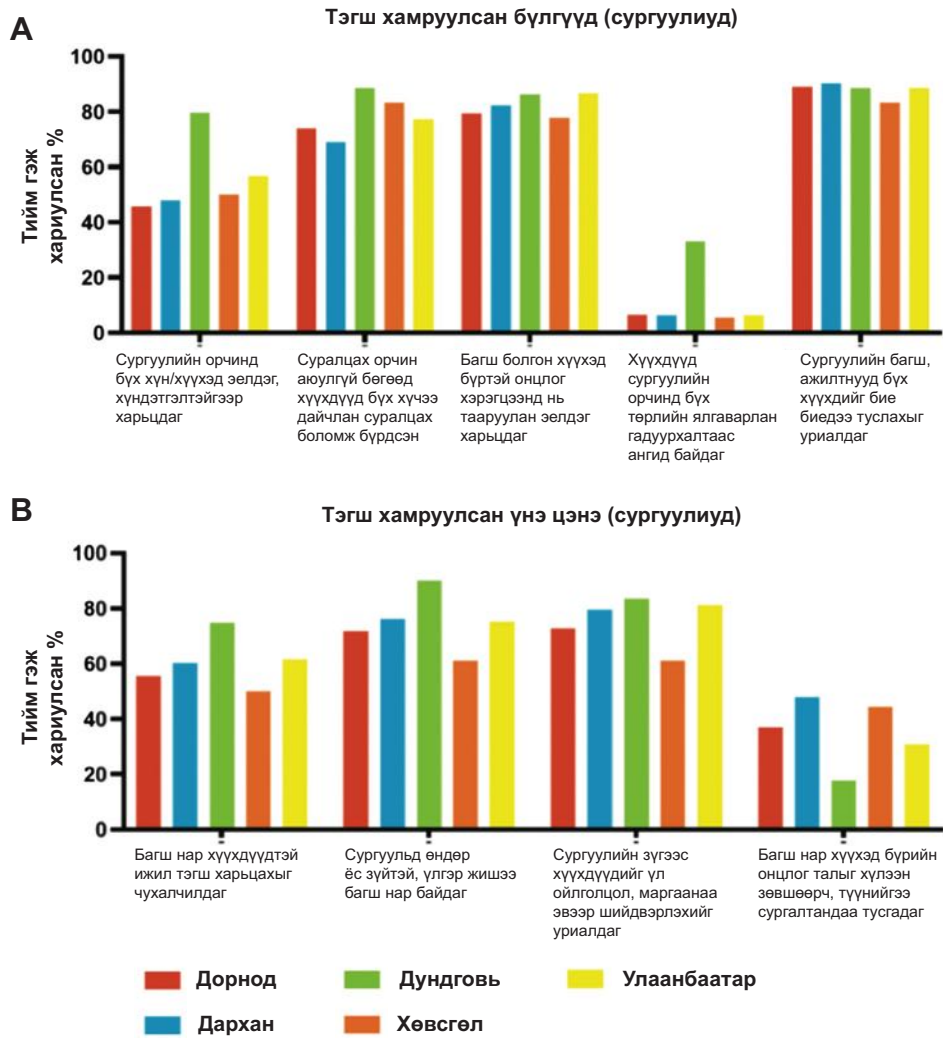 A
Тэгш хамруулсан бүлгүүд (сургуулиуд)
Тийм гэж
хариулсан %
100
80
60
40
20
0
Сургуулийн орчинд
бүх хүн/хүүхэд эелдэг,
хүндэтгэлтэйгээр
харьцдаг
Суралцах орчин
аюулгүй бөгөөд
хүүхдүүд бүх хүчээ
дайчлан суралцах
боломж бүрдсэн
Багш болгон хүүхэд
бүртэй онцлог
хэрэгцээнд нь
тааруулан эелдэг
харьцдаг
Хүүхдүүд
сургуулийн
орчинд бүх
төрлийн ялгаварлан
гадуурхалтаас
ангид байдаг
Сургуулийн багш,
ажилтнууд бүх
хүүхдийг бие
биедээ туслахыг
уриалдаг
B
Тэгш хамруулсан үнэ цэнэ (сургуулиуд)
Тийм гэж
хариулсан %
100
80
60
40
20
0
Багш нар хүүхдүүдтэй
ижил тэгш харьцахыг
чухалчилдаг
Сургуульд өндөр
ёс зүйтэй, үлгэр жишээ
багш нар байдаг
Сургуулийн зүгээс
хүүхдүүдийг үл
ойлголцол, маргаанаа
эвээр шийдвэрлэхийг
уриалдаг
Багш нар хүүхэд бүрийн
онцлог талыг хүлээн
зөвшөөрч, түүнийгээ
сургалтандаа тусгадаг
Дорнод
Дундговь
Улаанбаатар
Дархан
Хөвсгөл